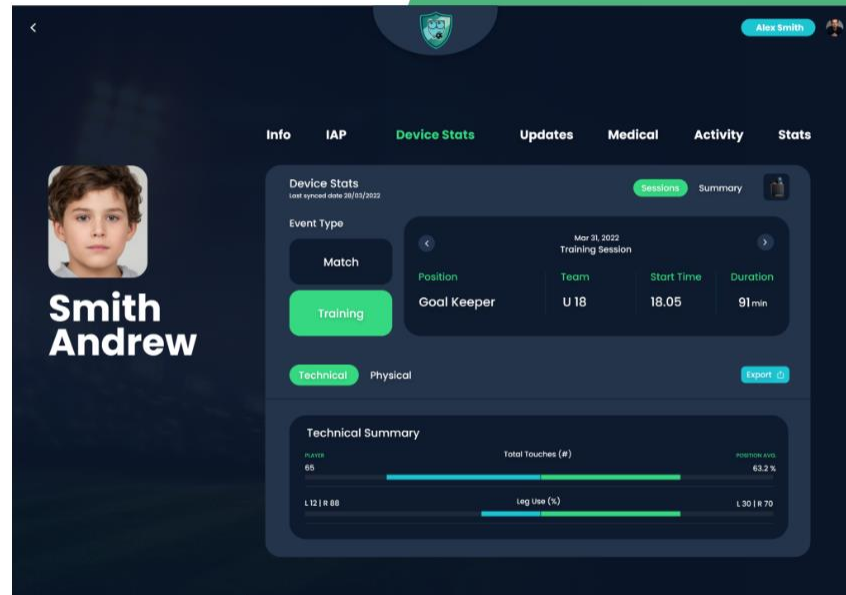 Alex Smith
Info IAP Device Stats Updates Medical Activity Stats
Device Stats
Last synced date 28/03/2022
Sessions Summary
Event Type
Match
Training
Mar 31, 2022
Training Session
Position Team Start Time Duration
Goal Keeper U 18 18.05 91 min
Smith
Andrew
Technical Physical
Export
Technical Summary
PLAYER Total Touches (#) POSITION AVG.
65 63.2 %
L 12 | R 88 Leg Use (%) L 30 | R 70